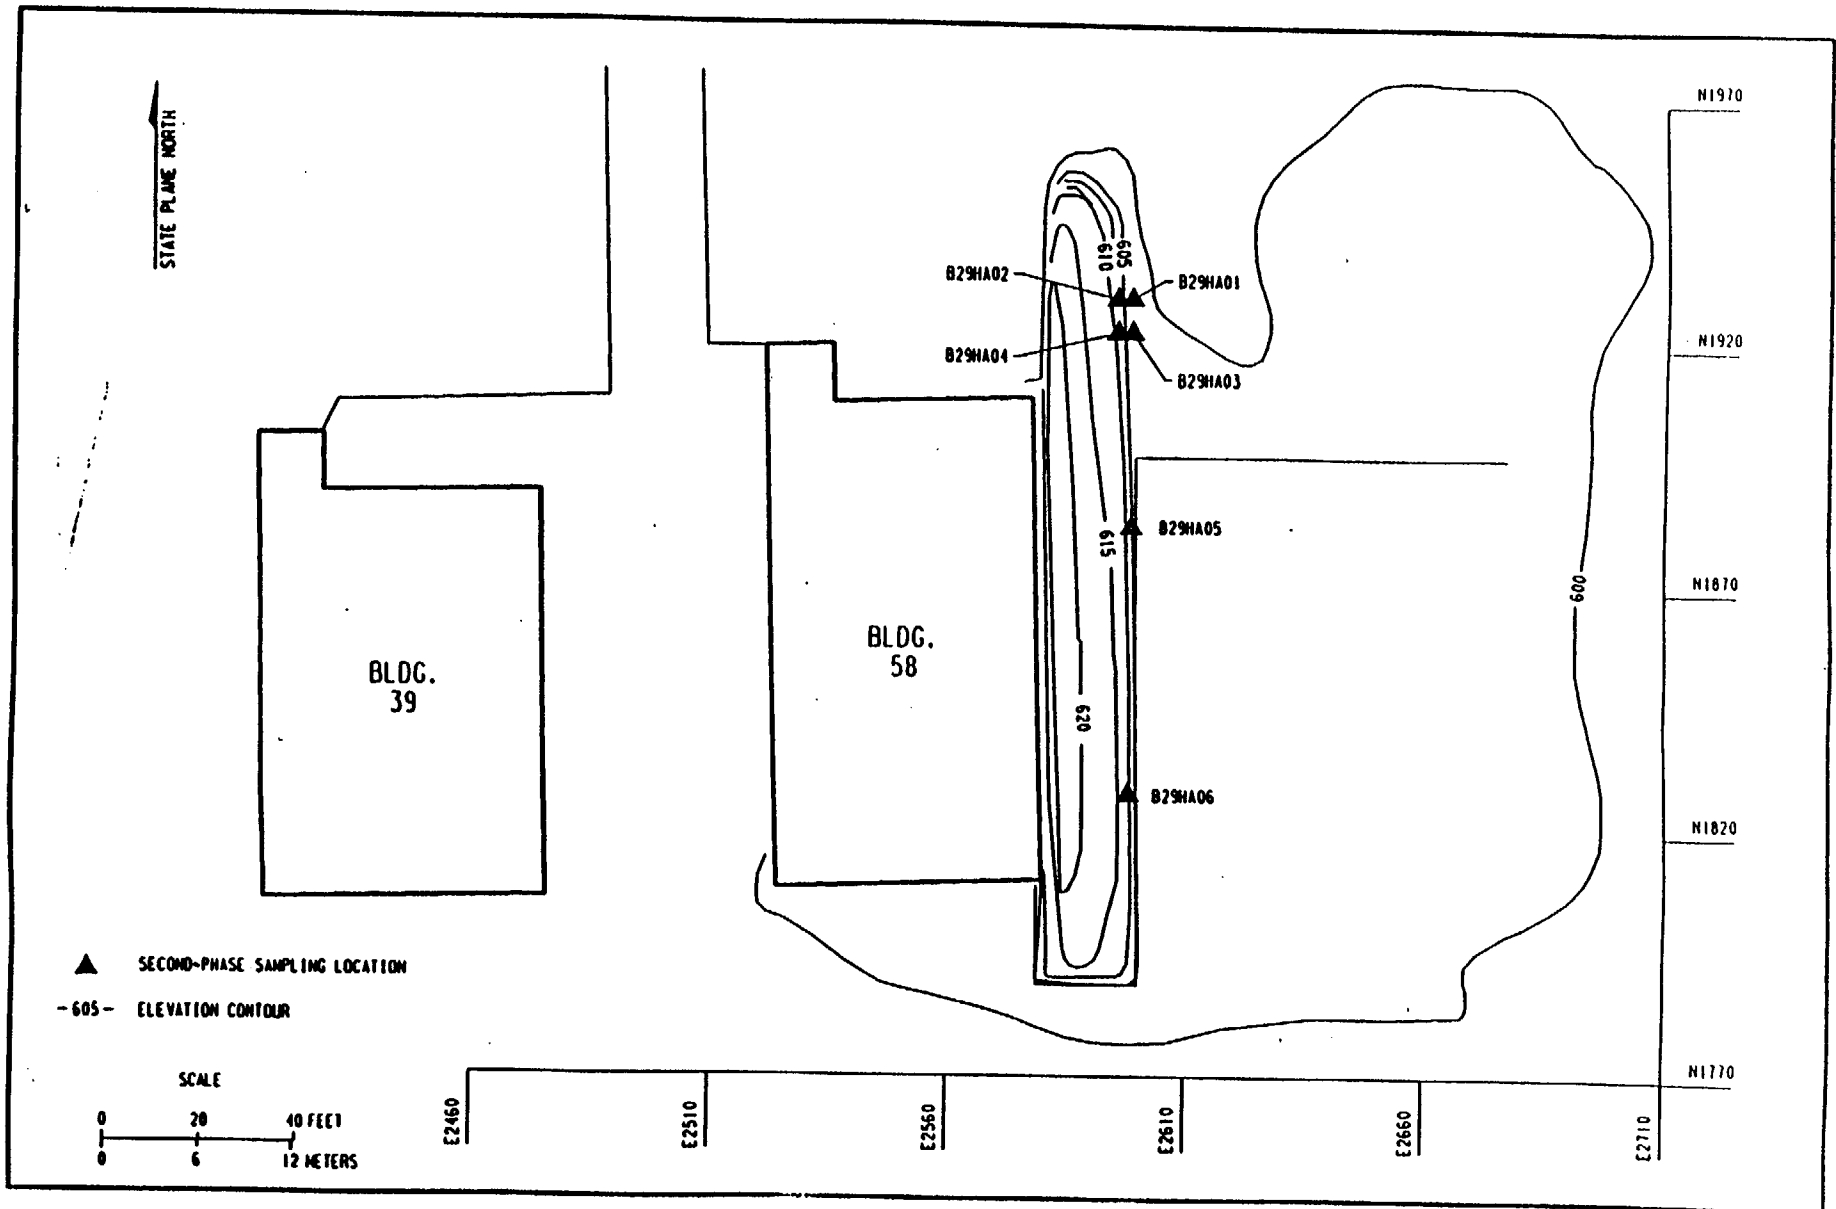 N1970
STATE PLANE NORTH
605
610
B29HA02
B29HA01
N1920
B29HA04
B29HA03
B29HA05
615
N1870
600
BLDG.
58
BLDG.
39
620
B29HA06
N1820
SECOND-PHASE SAMPLING LOCATION
-605- ELEVATION CONTOUR
N1770
SCALE
0 20 40 FEET
0 6 12 METERS
E2460
E2510
E2560
E2610
E2660
E2710